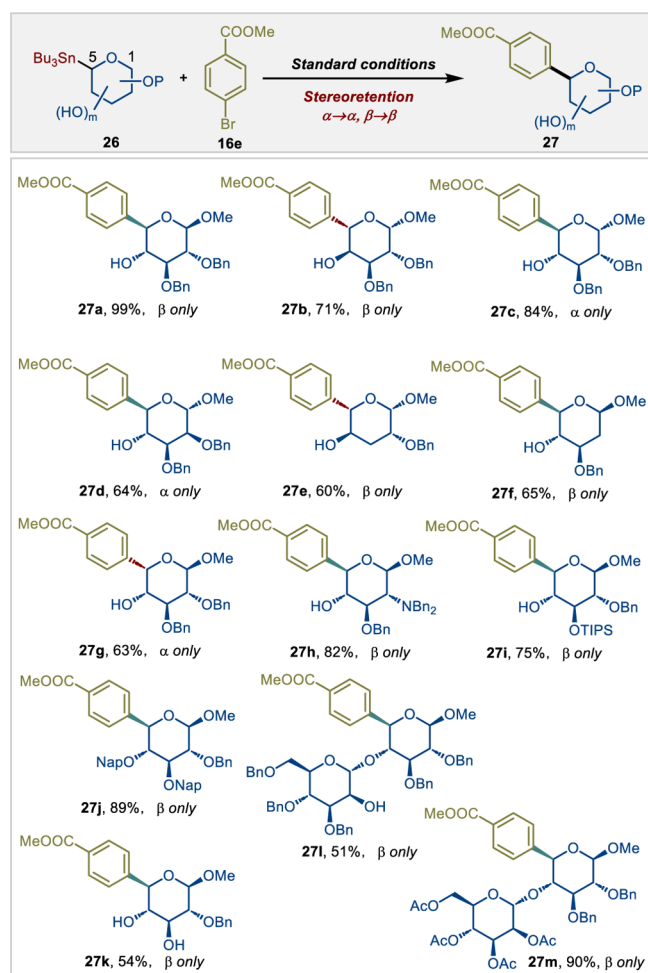 COOMe
MeOOC
Bu3Sn
5
O
1
OP
(HO)m
26
+
Br
16e
Standard conditions
Stereoretention
α→α, β→β
O
OP
(HO)m
27
MeOOC
O
OMe
HO
OBn
OBn
27a, 99%, β only
MeOOC
O
OMe
HO
OBn
OBn
27b, 71%, β only
MeOOC
O
OMe
HO
OBn
OBn
27c, 84%, α only
MeOOC
O
OMe
HO
OBn
OBn
27d, 64%, α only
MeOOC
O
OMe
HO
OBn
27e, 60%, β only
MeOOC
O
OMe
HO
OBn
27f, 65%, β only
MeOOC
O
OMe
HO
OBn
OBn
27g, 63%, α only
MeOOC
O
OMe
HO
NBn2
OBn
27h, 82%, β only
MeOOC
O
OMe
HO
OBn
OTIPS
27i, 75%, β only
MeOOC
O
OMe
NapO
OBn
ONap
27j, 89%, β only
MeOOC
O
OMe
BnO
O
O
OBn
OBn
BnO
OH
OBn
27l, 51%, β only
MeOOC
O
OMe
HO
OBn
OH
27k, 54%, β only
MeOOC
O
OMe
AcO
O
O
OBn
OBn
AcO
OAc
OAc
27m, 90%, β only